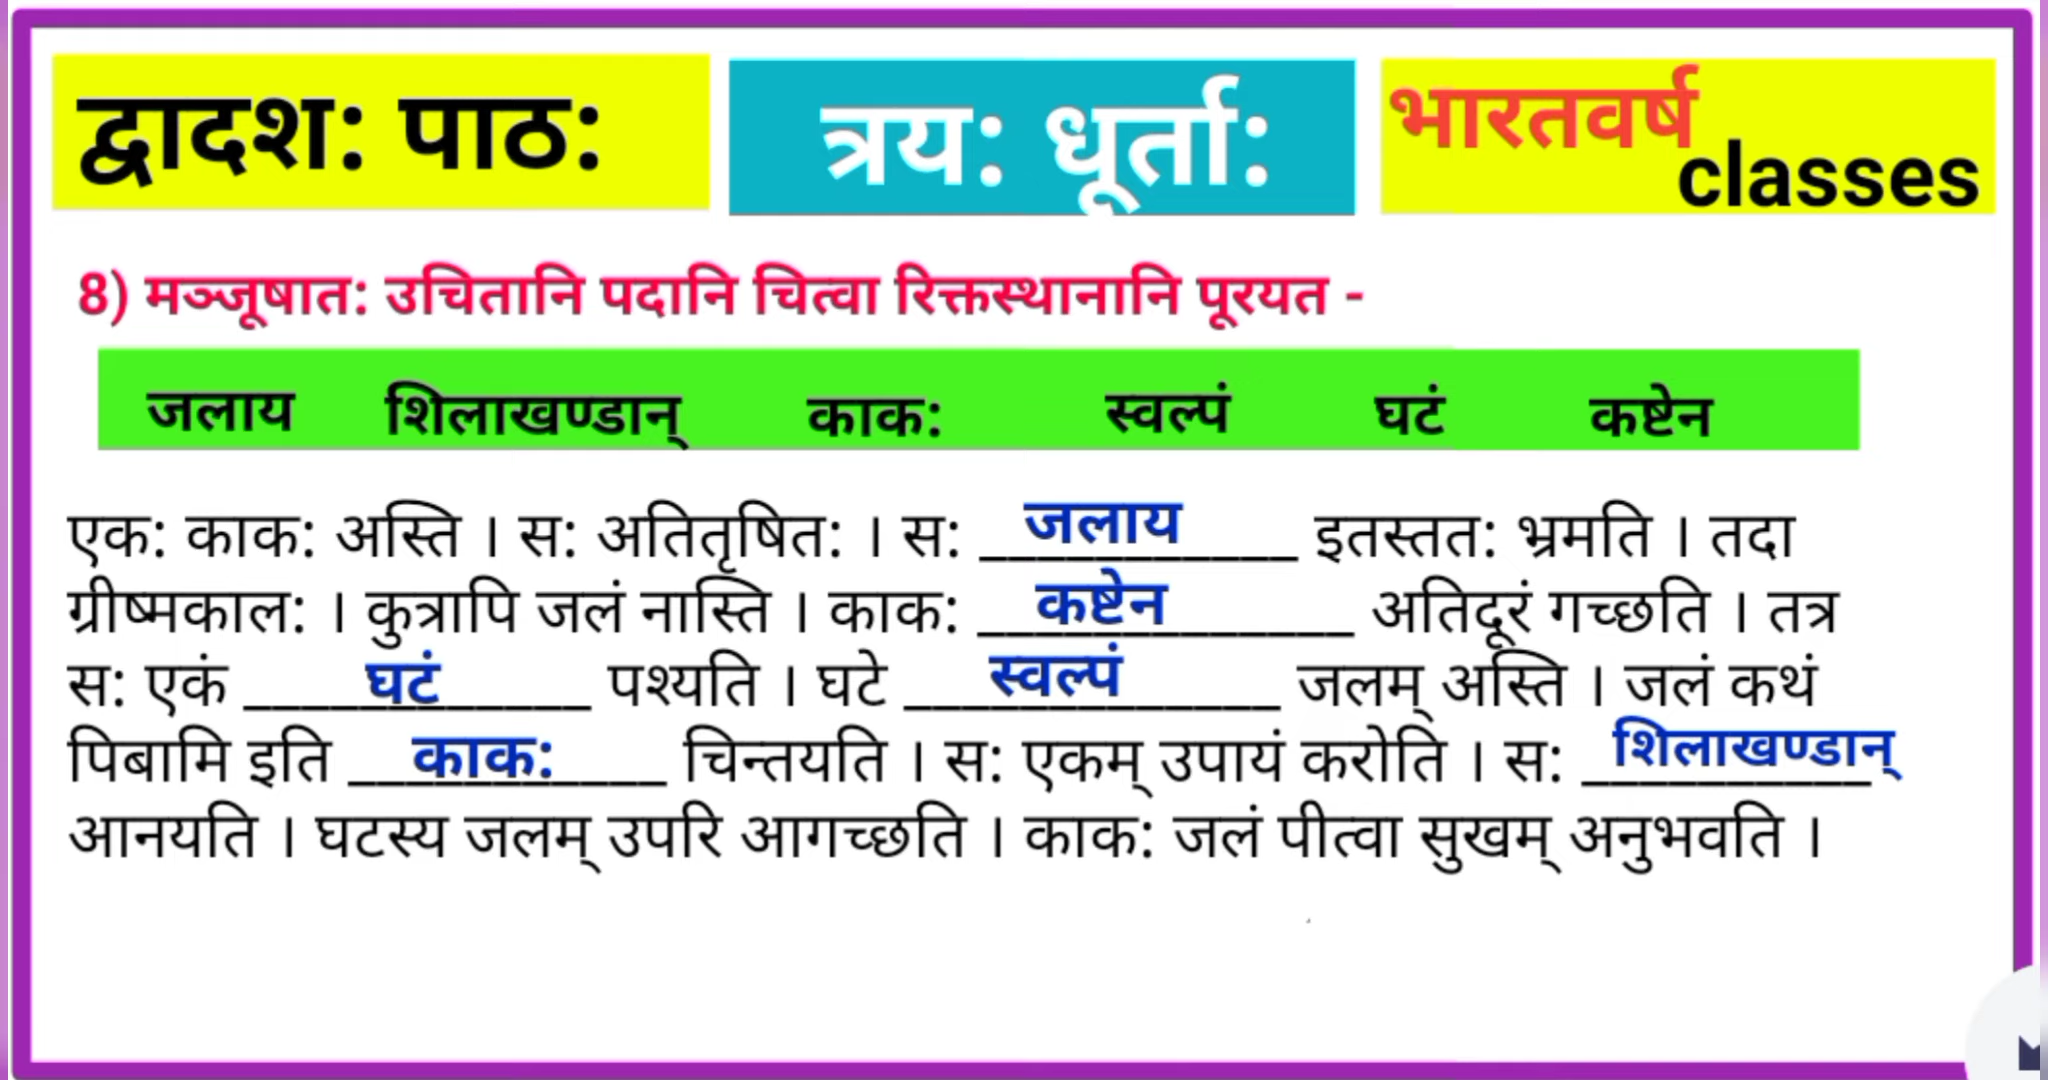 द्वादश: पाठ: त्रय: धूर्ता: भारतवर्ष classes
8) मञ्जूषात: उचितानि पदानि चित्वा रिक्तस्थानानि पूरयत -
जलाय शिलाखण्डान् काक: स्वल्पं घटं कष्टेन
एक: काक: अस्ति । स: अतितृषित: । स: जलाय इतस्तत: भ्रमति । तदा
ग्रीष्मकाल: । कुत्रापि जलं नास्ति । काक: कष्टेन अतिदूरं गच्छति । तत्र
स: एकं घटं पश्यति । घटे स्वल्पं जलम् अस्ति । जलं कथं
पिबामि इति काक: चिन्तयति । स: एकम् उपायं करोति । स: शिलाखण्डान्
आनयति । घटस्य जलम् उपरि आगच्छति । काक: जलं पीत्वा सुखम् अनुभवति ।